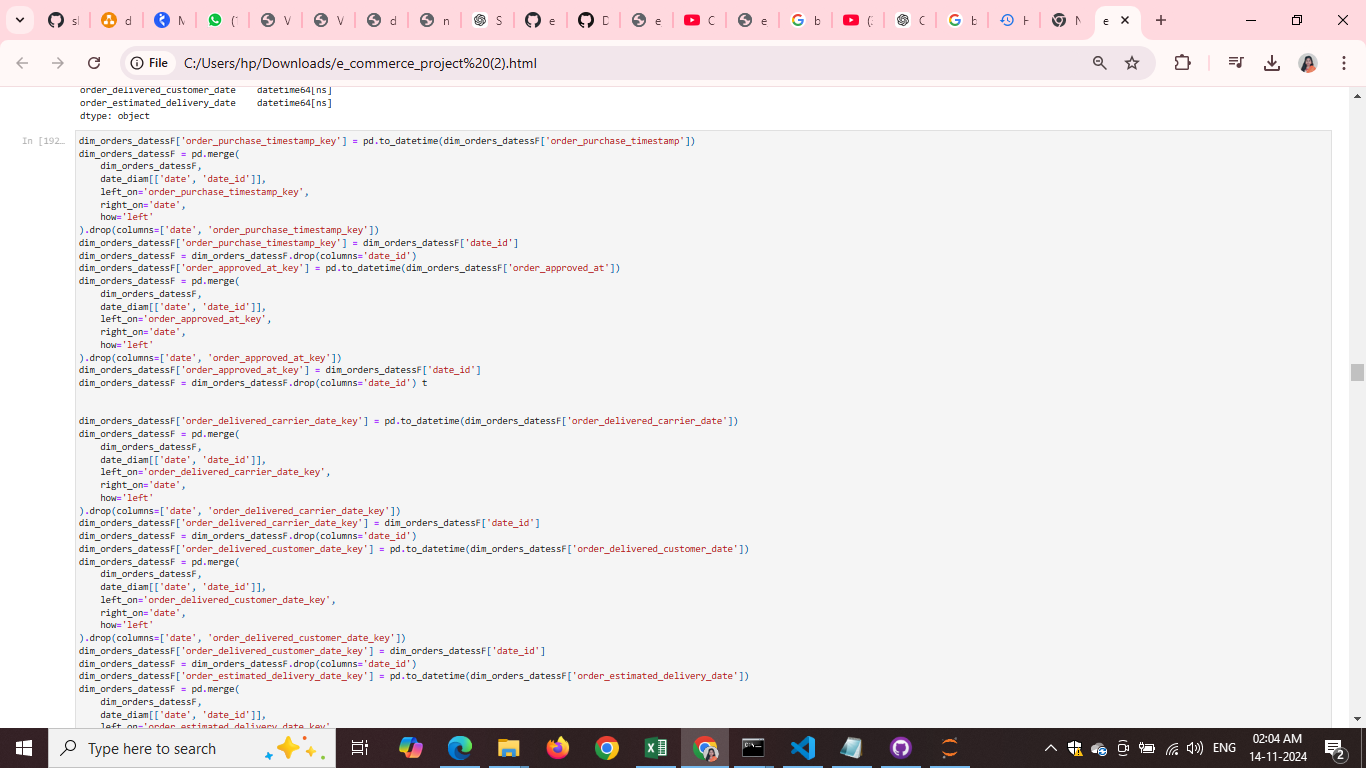 sl
d
M
(1
V
V
d
n
S
e
D
e
C
e
b
(2
C
b
H
N
e
File C:/Users/hp/Downloads/e_commerce_project%20(2).html
order_delivered_customer_date datetime64[ns]
order_estimated_delivery_date datetime64[ns]
dtype: object
In [192…
dim_orders_datessF['order_purchase_timestamp_key'] = pd.to_datetime(dim_orders_datessF['order_purchase_timestamp'])
dim_orders_datessF = pd.merge(
    dim_orders_datessF,
    date_diam[['date', 'date_id']],
    left_on='order_purchase_timestamp_key',
    right_on='date',
    how='left'
).drop(columns=['date', 'order_purchase_timestamp_key'])
dim_orders_datessF['order_purchase_timestamp_key'] = dim_orders_datessF['date_id']
dim_orders_datessF = dim_orders_datessF.drop(columns='date_id')
dim_orders_datessF['order_approved_at_key'] = pd.to_datetime(dim_orders_datessF['order_approved_at'])
dim_orders_datessF = pd.merge(
    dim_orders_datessF,
    date_diam[['date', 'date_id']],
    left_on='order_approved_at_key',
    right_on='date',
    how='left'
).drop(columns=['date', 'order_approved_at_key'])
dim_orders_datessF['order_approved_at_key'] = dim_orders_datessF['date_id']
dim_orders_datessF = dim_orders_datessF.drop(columns='date_id') t
dim_orders_datessF['order_delivered_carrier_date_key'] = pd.to_datetime(dim_orders_datessF['order_delivered_carrier_date'])
dim_orders_datessF = pd.merge(
    dim_orders_datessF,
    date_diam[['date', 'date_id']],
    left_on='order_delivered_carrier_date_key',
    right_on='date',
    how='left'
).drop(columns=['date', 'order_delivered_carrier_date_key'])
dim_orders_datessF['order_delivered_carrier_date_key'] = dim_orders_datessF['date_id']
dim_orders_datessF = dim_orders_datessF.drop(columns='date_id')
dim_orders_datessF['order_delivered_customer_date_key'] = pd.to_datetime(dim_orders_datessF['order_delivered_customer_date'])
dim_orders_datessF = pd.merge(
    dim_orders_datessF,
    date_diam[['date', 'date_id']],
    left_on='order_delivered_customer_date_key',
    right_on='date',
    how='left'
).drop(columns=['date', 'order_delivered_customer_date_key'])
dim_orders_datessF['order_delivered_customer_date_key'] = dim_orders_datessF['date_id']
dim_orders_datessF = dim_orders_datessF.drop(columns='date_id')
dim_orders_datessF['order_estimated_delivery_date_key'] = pd.to_datetime(dim_orders_datessF['order_estimated_delivery_date'])
dim_orders_datessF = pd.merge(
    dim_orders_datessF,
    date_diam[['date', 'date_id']],
    left_on='order_estimated_delivery_date_key',
Type here to search
ENG
02:04 AM
14-11-2024
2